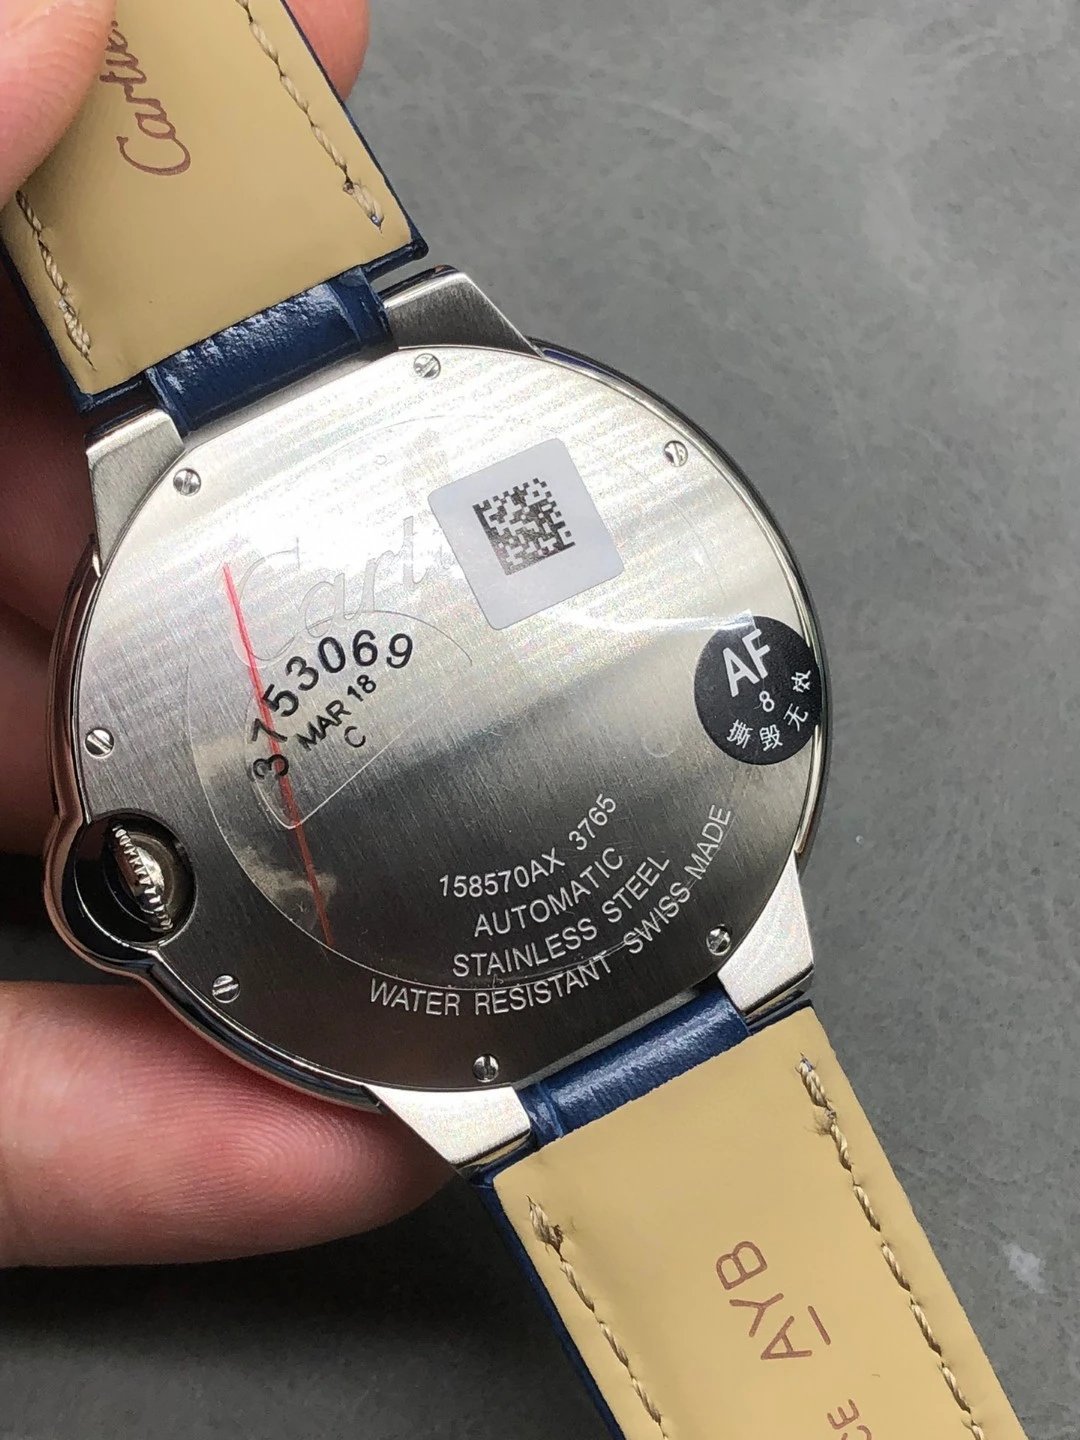 Cartier
Cartier
3753069
MAR 18
C
AF
8
撕毁无效
158570AX 3765
AUTOMATIC
STAINLESS STEEL
WATER RESISTANT SWISS MADE
AYB